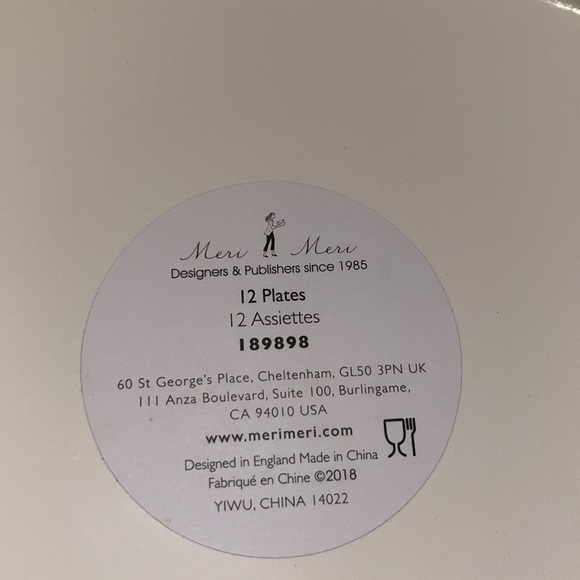 Meri Meri
Designers & Publishers since 1985
12 Plates
12 Assiettes
189898
60 St George's Place, Cheltenham, GL50 3PN UK
111 Anza Boulevard, Suite 100, Burlingame,
CA 94010 USA
www.merimeri.com
Designed in England Made in China
Fabriqué en Chine ©2018
YIWU, CHINA 14022